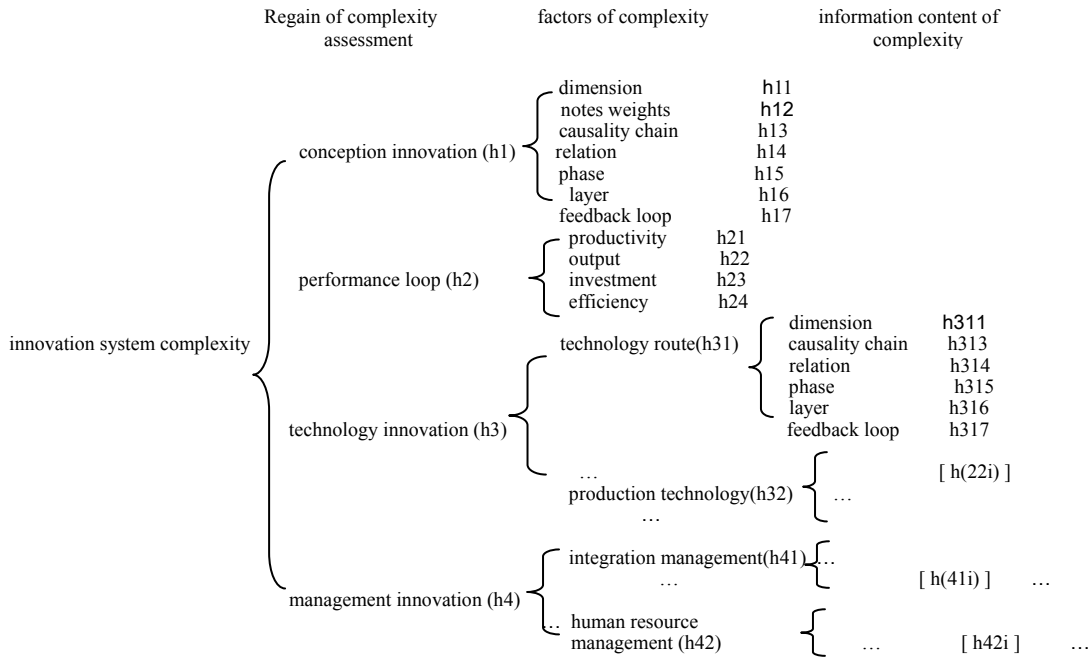 Regain of complexity assessment factors of complexity information content of complexity
dimension h11
notes weights h12
causality chain h13
conception innovation (h1) relation h14
phase h15
layer h16
feedback loop h17
productivity h21
output h22
performance loop (h2) investment h23
efficiency h24
dimension h311
innovation system complexity technology route(h31) causality chain h313
relation h314
phase h315
layer h316
technology innovation (h3) feedback loop h317
… [ h(22i) ]
production technology(h32) …
…
integration management(h41) …
… [ h(41i) ] …
management innovation (h4)
… human resource
management (h42) … [ h42i ] …